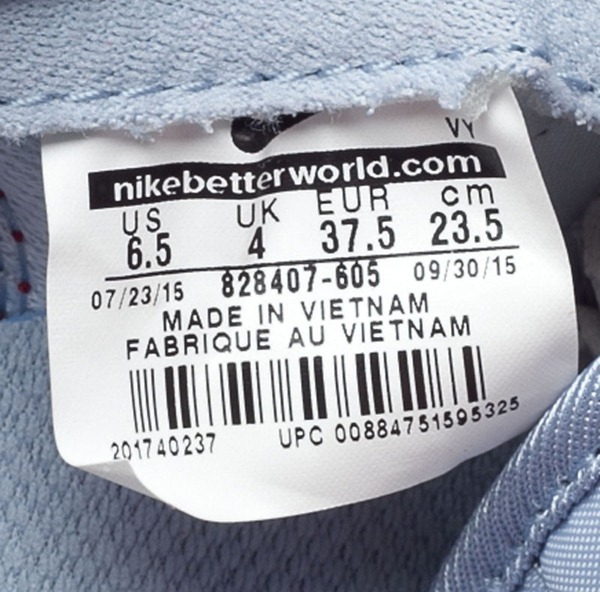 VY
nikebetterworld.com
US UK EUR cm
6.5 4 37.5 23.5
07/23/15 828407-605 09/30/15
MADE IN VIETNAM
FABRIQUE AU VIETNAM
201740237 UPC 00884751595325